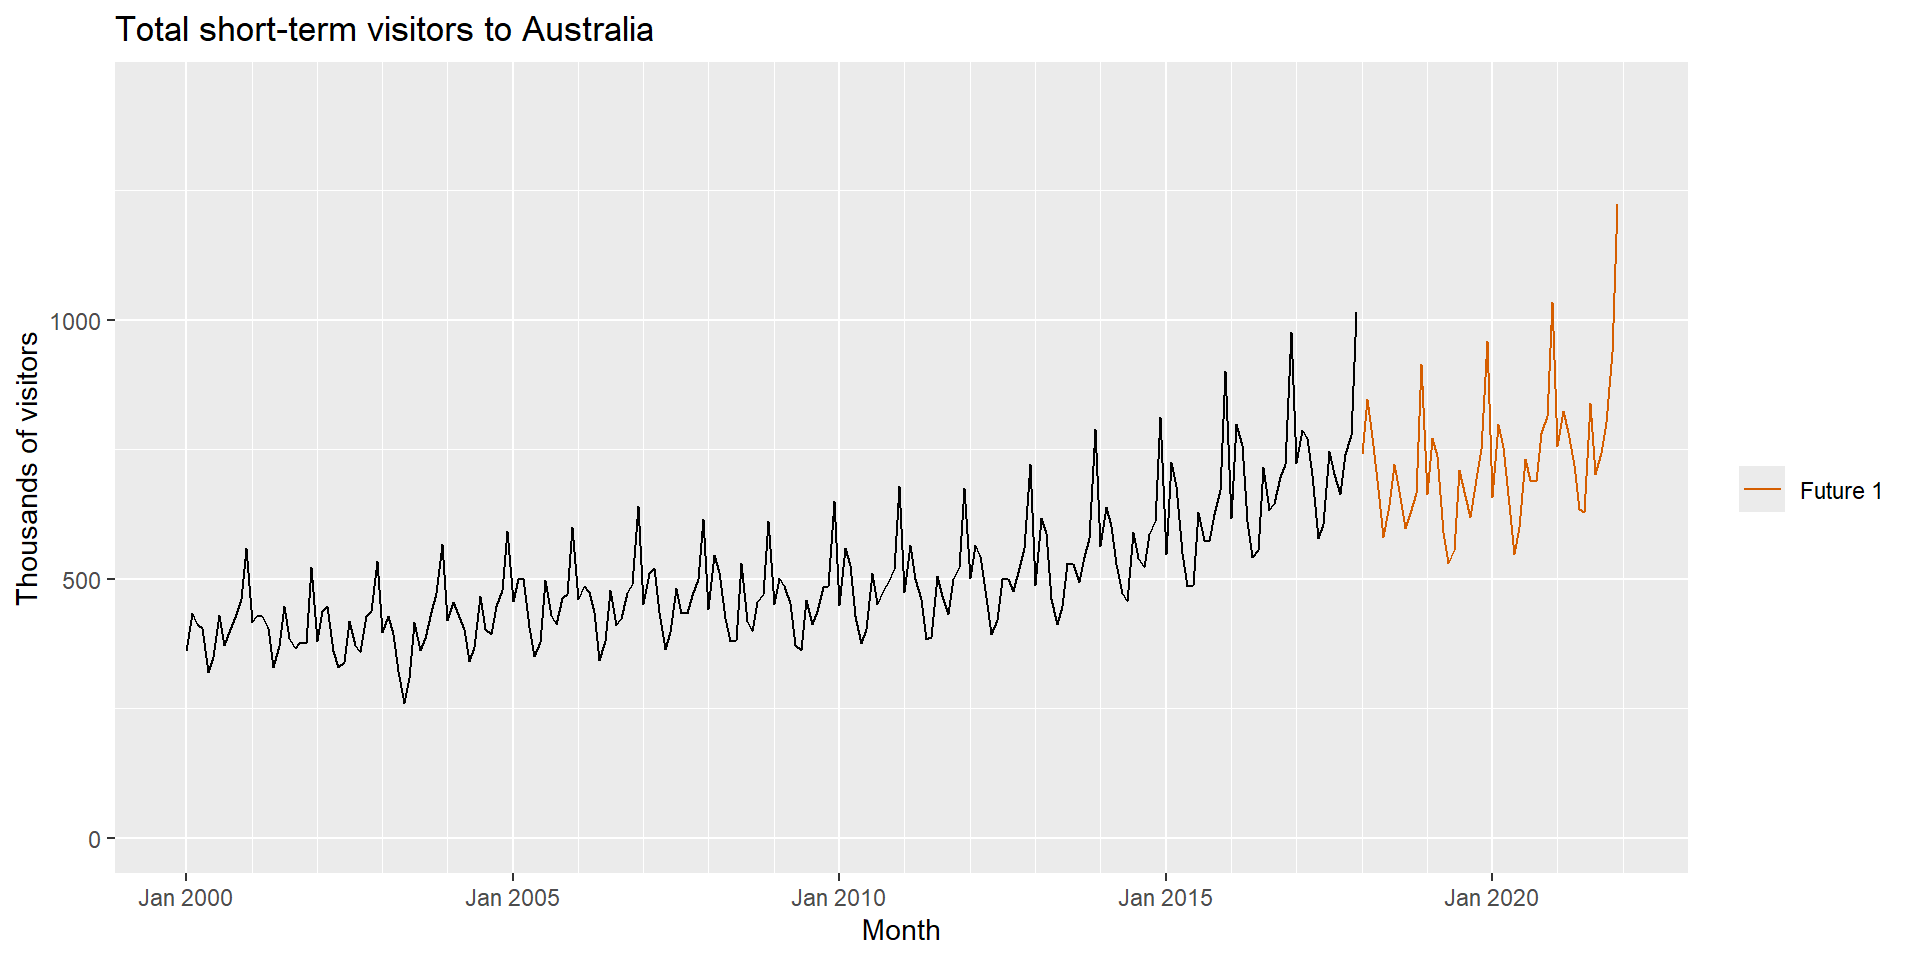 Total short-term visitors to Australia
Thousands of visitors
1000
500
0
Jan 2000
Jan 2005
Jan 2010
Jan 2015
Jan 2020
Month
Future 1